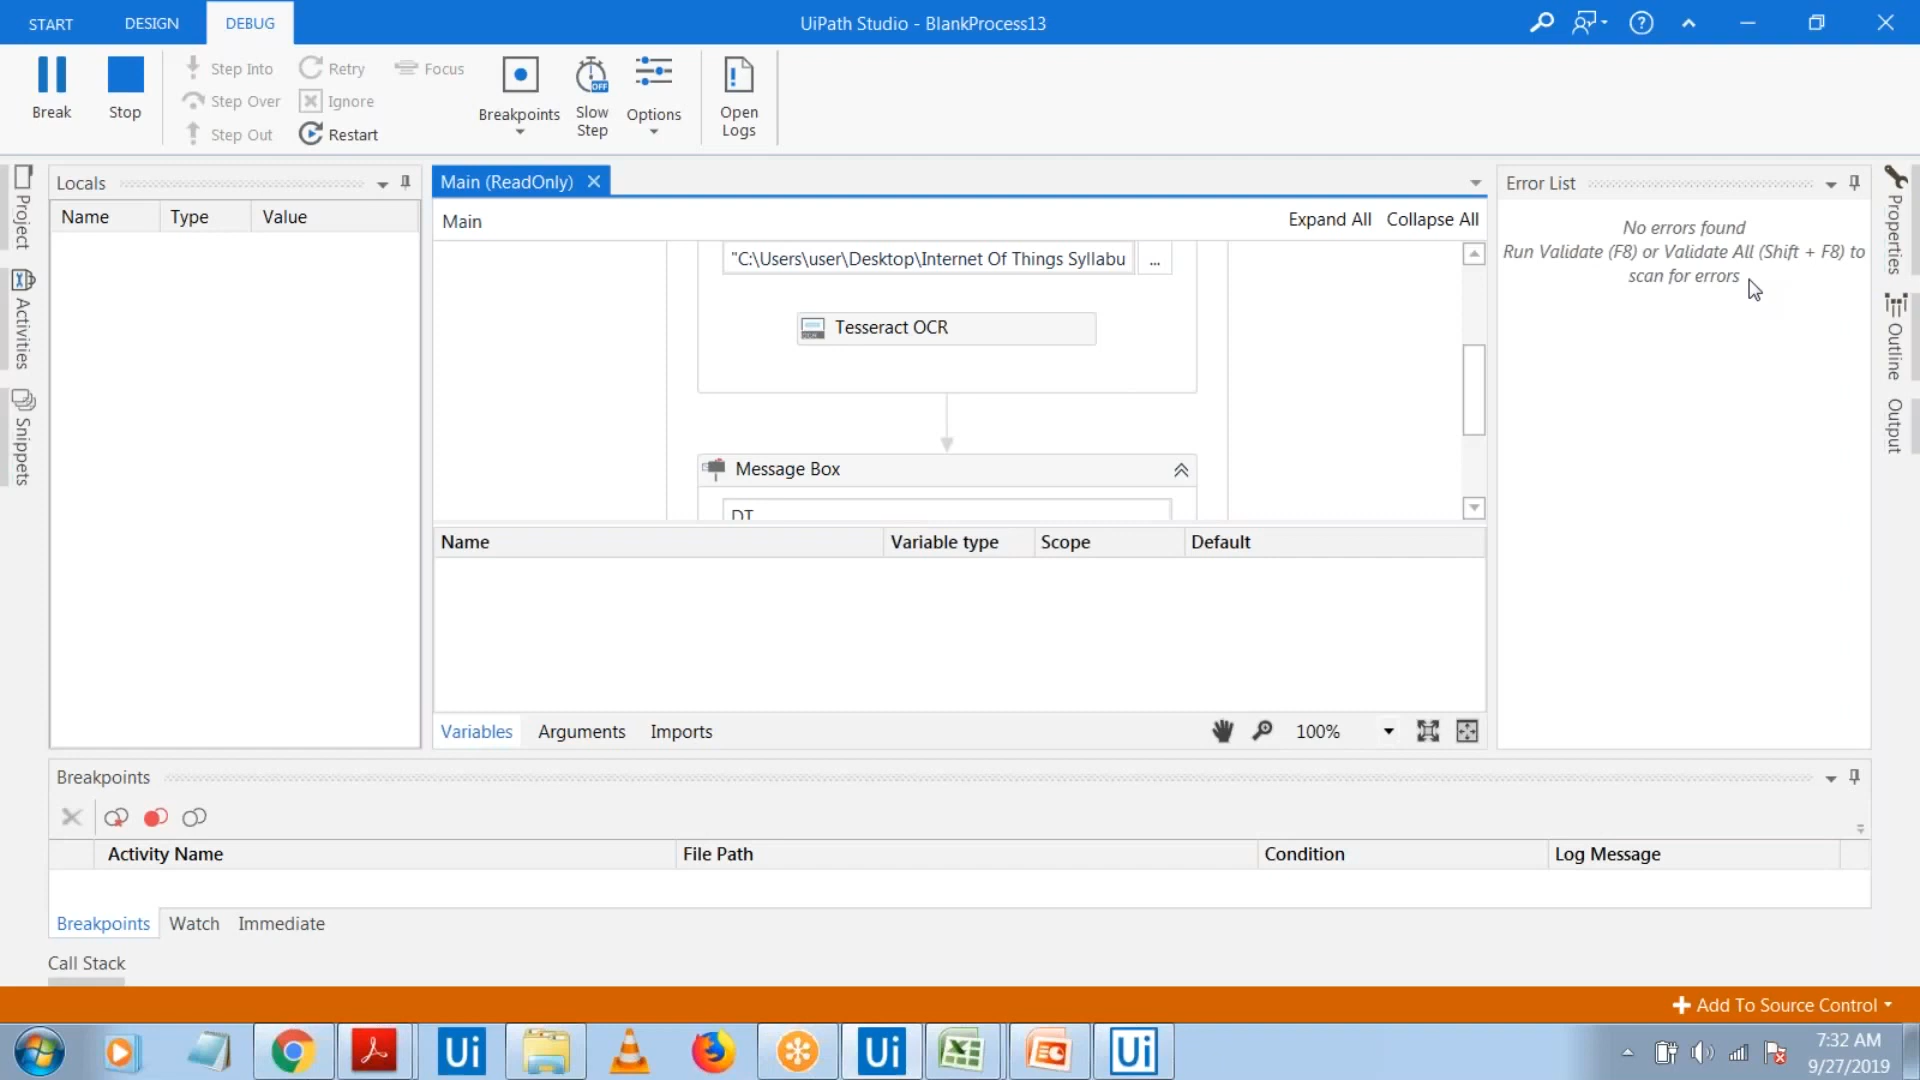 START DESIGN DEBUG UiPath Studio - BlankProcess13
Break
Stop
Step Into
Step Over
Step Out
Retry
Ignore
Restart
Focus
Breakpoints
Slow
Step
OFF
Options
Open
Logs
Project
Activities
Snippets
Locals
Name Type Value
Main (ReadOnly)
Main Expand All Collapse All
"C:\Users\user\Desktop\Internet Of Things Syllabu ...
Tesseract OCR
Message Box
DT
Name Variable type Scope Default
Variables Arguments Imports 100%
Error List
No errors found
Run Validate (F8) or Validate All (Shift + F8) to
scan for errors
Properties
Outline
Output
Breakpoints
Activity Name File Path Condition Log Message
Breakpoints Watch Immediate
Call Stack
Add To Source Control
Ui Ui Ui
7:32 AM
9/27/2019